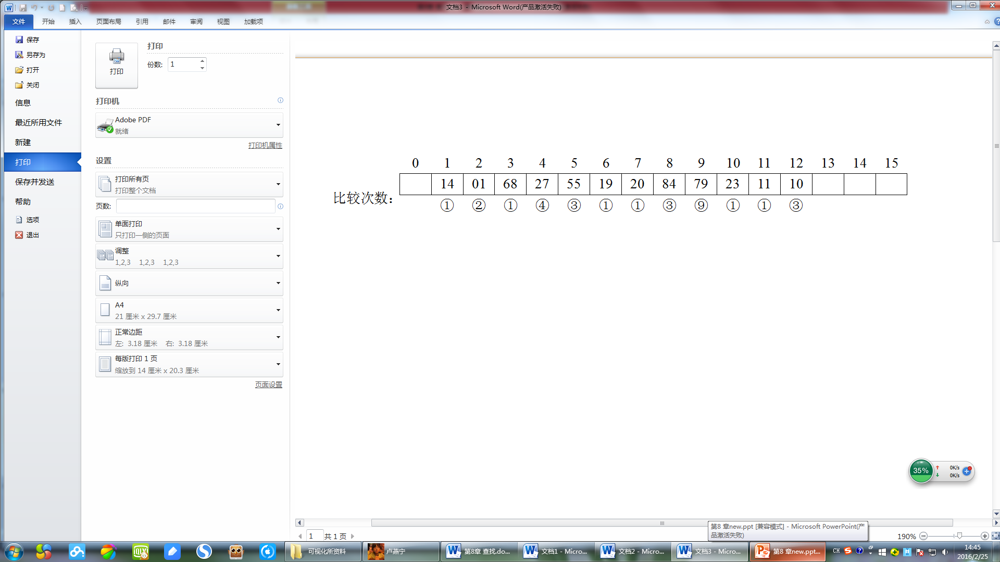 文档3 - Microsoft Word(产品激活失败)
文件 开始 插入 页面布局 引用 邮件 审阅 视图 加载项
保存
另存为
打开
关闭
信息
最近所用文件
新建
打印
保存并发送
帮助
选项
退出
打印
打印
份数: 1
打印机
Adobe PDF
就绪
打印机属性
设置
打印所有页
打印整个文档
页数:
单面打印
只打印一侧的页面
调整
1,2,3 1,2,3 1,2,3
纵向
A4
21 厘米 x 29.7 厘米
正常边距
左: 3.18 厘米 右: 3.18 厘米
每版打印 1 页
缩放到 14 厘米 x 20.3 厘米
页面设置
0 1 2 3 4 5 6 7 8 9 10 11 12 13 14 15
14 01 68 27 55 19 20 84 79 23 11 10
比较次数: ① ② ① ④ ③ ① ① ③ ⑨ ① ① ③
35% 0K/s
0K/s
第8 章new.ppt [兼容模式] - Microsoft PowerPoint(产
品激活失败)
1 共 1 页
190%
可视化所资料 卢燕宁 第8章 查找.do... 文档1 - Micro... 文档2 - Micro... 文档3 - Micro... 第8 章new.ppt...
CH
14:45
2016/2/25